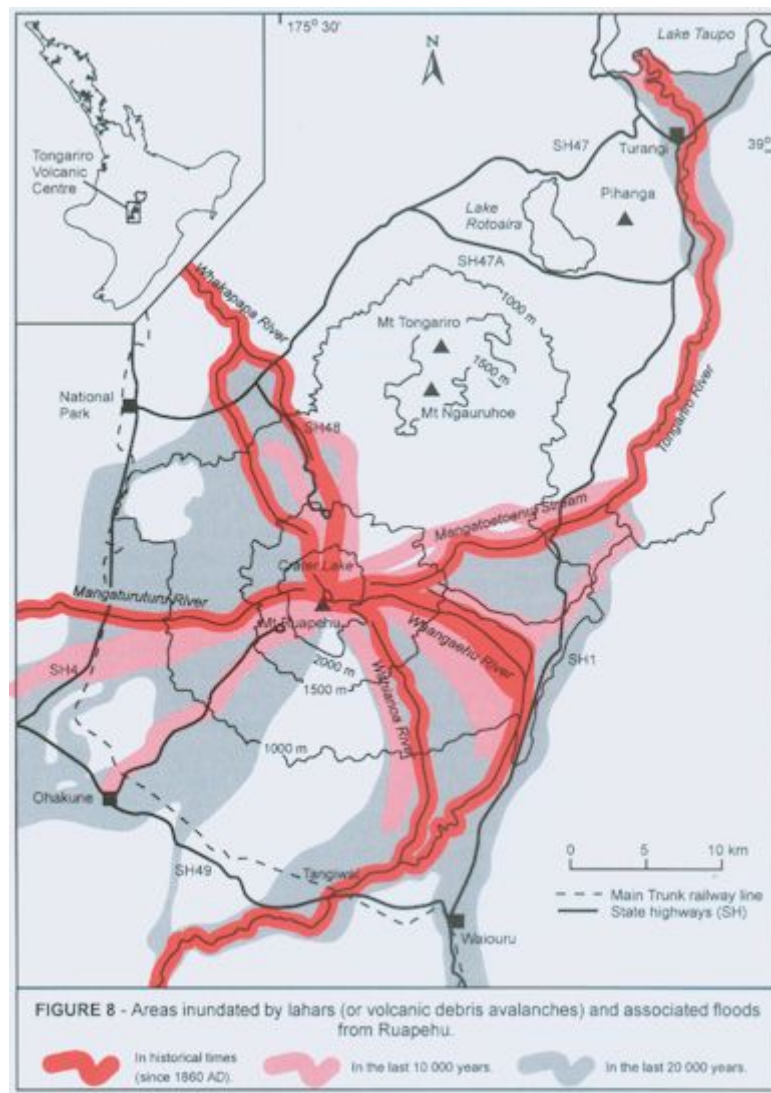 175° 30'
N
Lake Taupo
39°
SH47
Turangi
Tongariro
Volcanic
Centre
Pihanga
Lake
Rotoaira
SH47A
Whakapapa River
1000 m
Mt Tongariro
1500 m
National
Park
Mt Ngauruhoe
Tongariro River
SH48
Mangatoetoenui Stream
Crater Lake
Mangaturuturu River
Mt Ruapehu
Whangaehu River
SH1
SH4
2000 m
1500 m
Wahianoa River
1000 m
Ohakune
0 5 10 km
SH49
Tangiwai
Main Trunk railway line
State highways (SH)
Waiouru
FIGURE 8 - Areas inundated by lahars (or volcanic debris avalanches) and associated floods
from Ruapehu.
In historical times
(since 1860 AD).
In the last 10 000 years.
In the last 20 000 years.